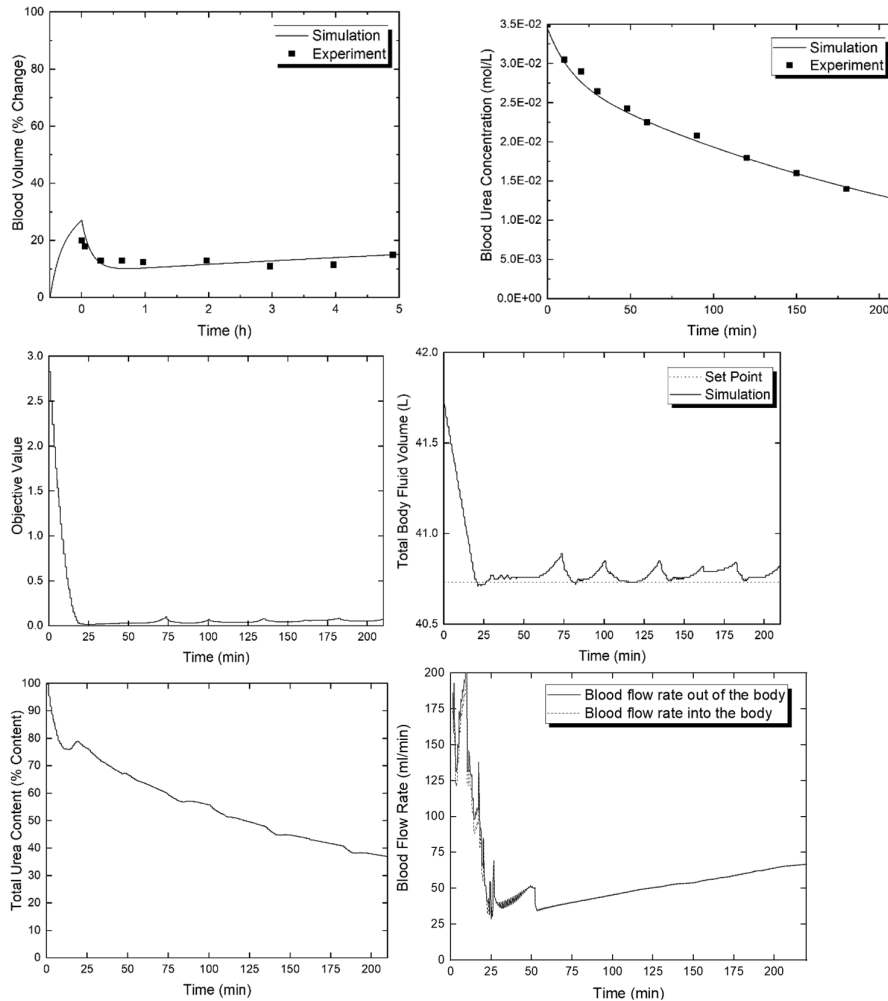 100
80
60
40
20
0
Blood Volume (% Change)
Simulation
Experiment
0 1 2 3 4 5
Time (h)
3.5E-02
3.0E-02
2.5E-02
2.0E-02
1.5E-02
1.0E-02
5.0E-03
0.0E+00
Blood Urea Concentration (mol/L)
Simulation
Experiment
0 50 100 150 200
Time (min)
3.0
2.5
2.0
1.5
1.0
0.5
0.0
Objective Value
0 25 50 75 100 125 150 175 200
Time (min)
42.0
41.5
41.0
40.5
Total Body Fluid Volume (L)
Set Point
Simulation
0 25 50 75 100 125 150 175 200
Time (min)
100
90
80
70
60
50
40
30
20
10
0
Total Urea Content (% Content)
0 25 50 75 100 125 150 175 200
Time (min)
200
175
150
125
100
75
50
25
0
Blood Flow Rate (ml/min)
Blood flow rate out of the body
Blood flow rate into the body
0 25 50 75 100 125 150 175 200
Time (min)